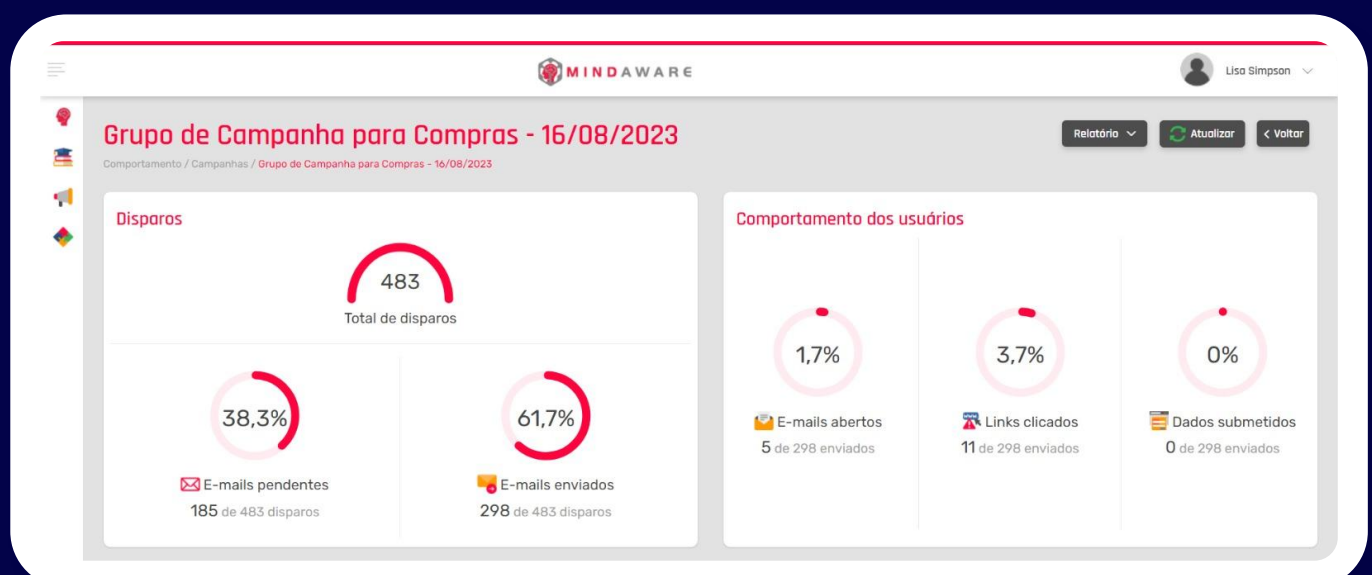 MINDAWARE
Lisa Simpson
Grupo de Campanha para Compras - 16/08/2023
Relatório
Atualizar
< Voltar
Comportamento / Campanhas / Grupo de Campanha para Compras - 16/08/2023
Disparos
483
Total de disparos
38,3%
E-mails pendentes
185 de 483 disparos
61,7%
E-mails enviados
298 de 483 disparos
Comportamento dos usuários
1,7%
E-mails abertos
5 de 298 enviados
3,7%
Links clicados
11 de 298 enviados
0%
Dados submetidos
0 de 298 enviados